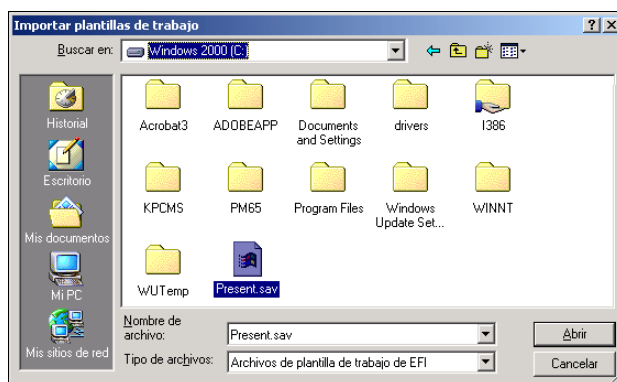 Importar plantillas de trabajo
Buscar en: Windows 2000 (C:)
Historial
Escritorio
Mis documentos
Mi PC
Mis sitios de red
Acrobat3 ADOBEAPP Documents and Settings drivers I386
KPCMS PM65 Program Files Windows Update Set... WINNT
WUTemp Present.sav
Nombre de archivo: Present.sav Abrir
Tipo de archivos: Archivos de plantilla de trabajo de EFI Cancelar